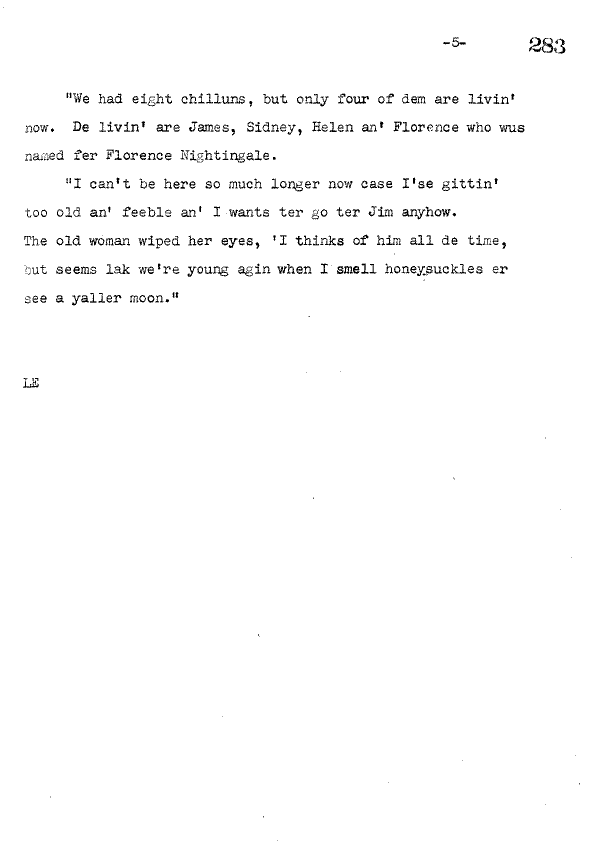 -5- 283
"We had eight chilluns, but only four of dem are livin'
now. De livin' are James, Sidney, Helen an' Florence who wus
named fer Florence Nightingale.
"I can't be here so much longer now case I'se gittin'
too old an' feeble an' I wants ter go ter Jim anyhow.
The old woman wiped her eyes, 'I thinks of him all de time,
but seems lak we're young agin when I smell honeysuckles er
see a yaller moon."
LE